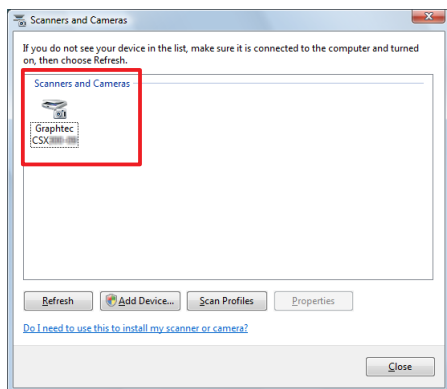 Scanners and Cameras
If you do not see your device in the list, make sure it is connected to the computer and turned
on, then choose Refresh.
Scanners and Cameras
Graphtec
CSX
Refresh
Add Device...
Scan Profiles
Properties
Do I need to use this to install my scanner or camera?
Close